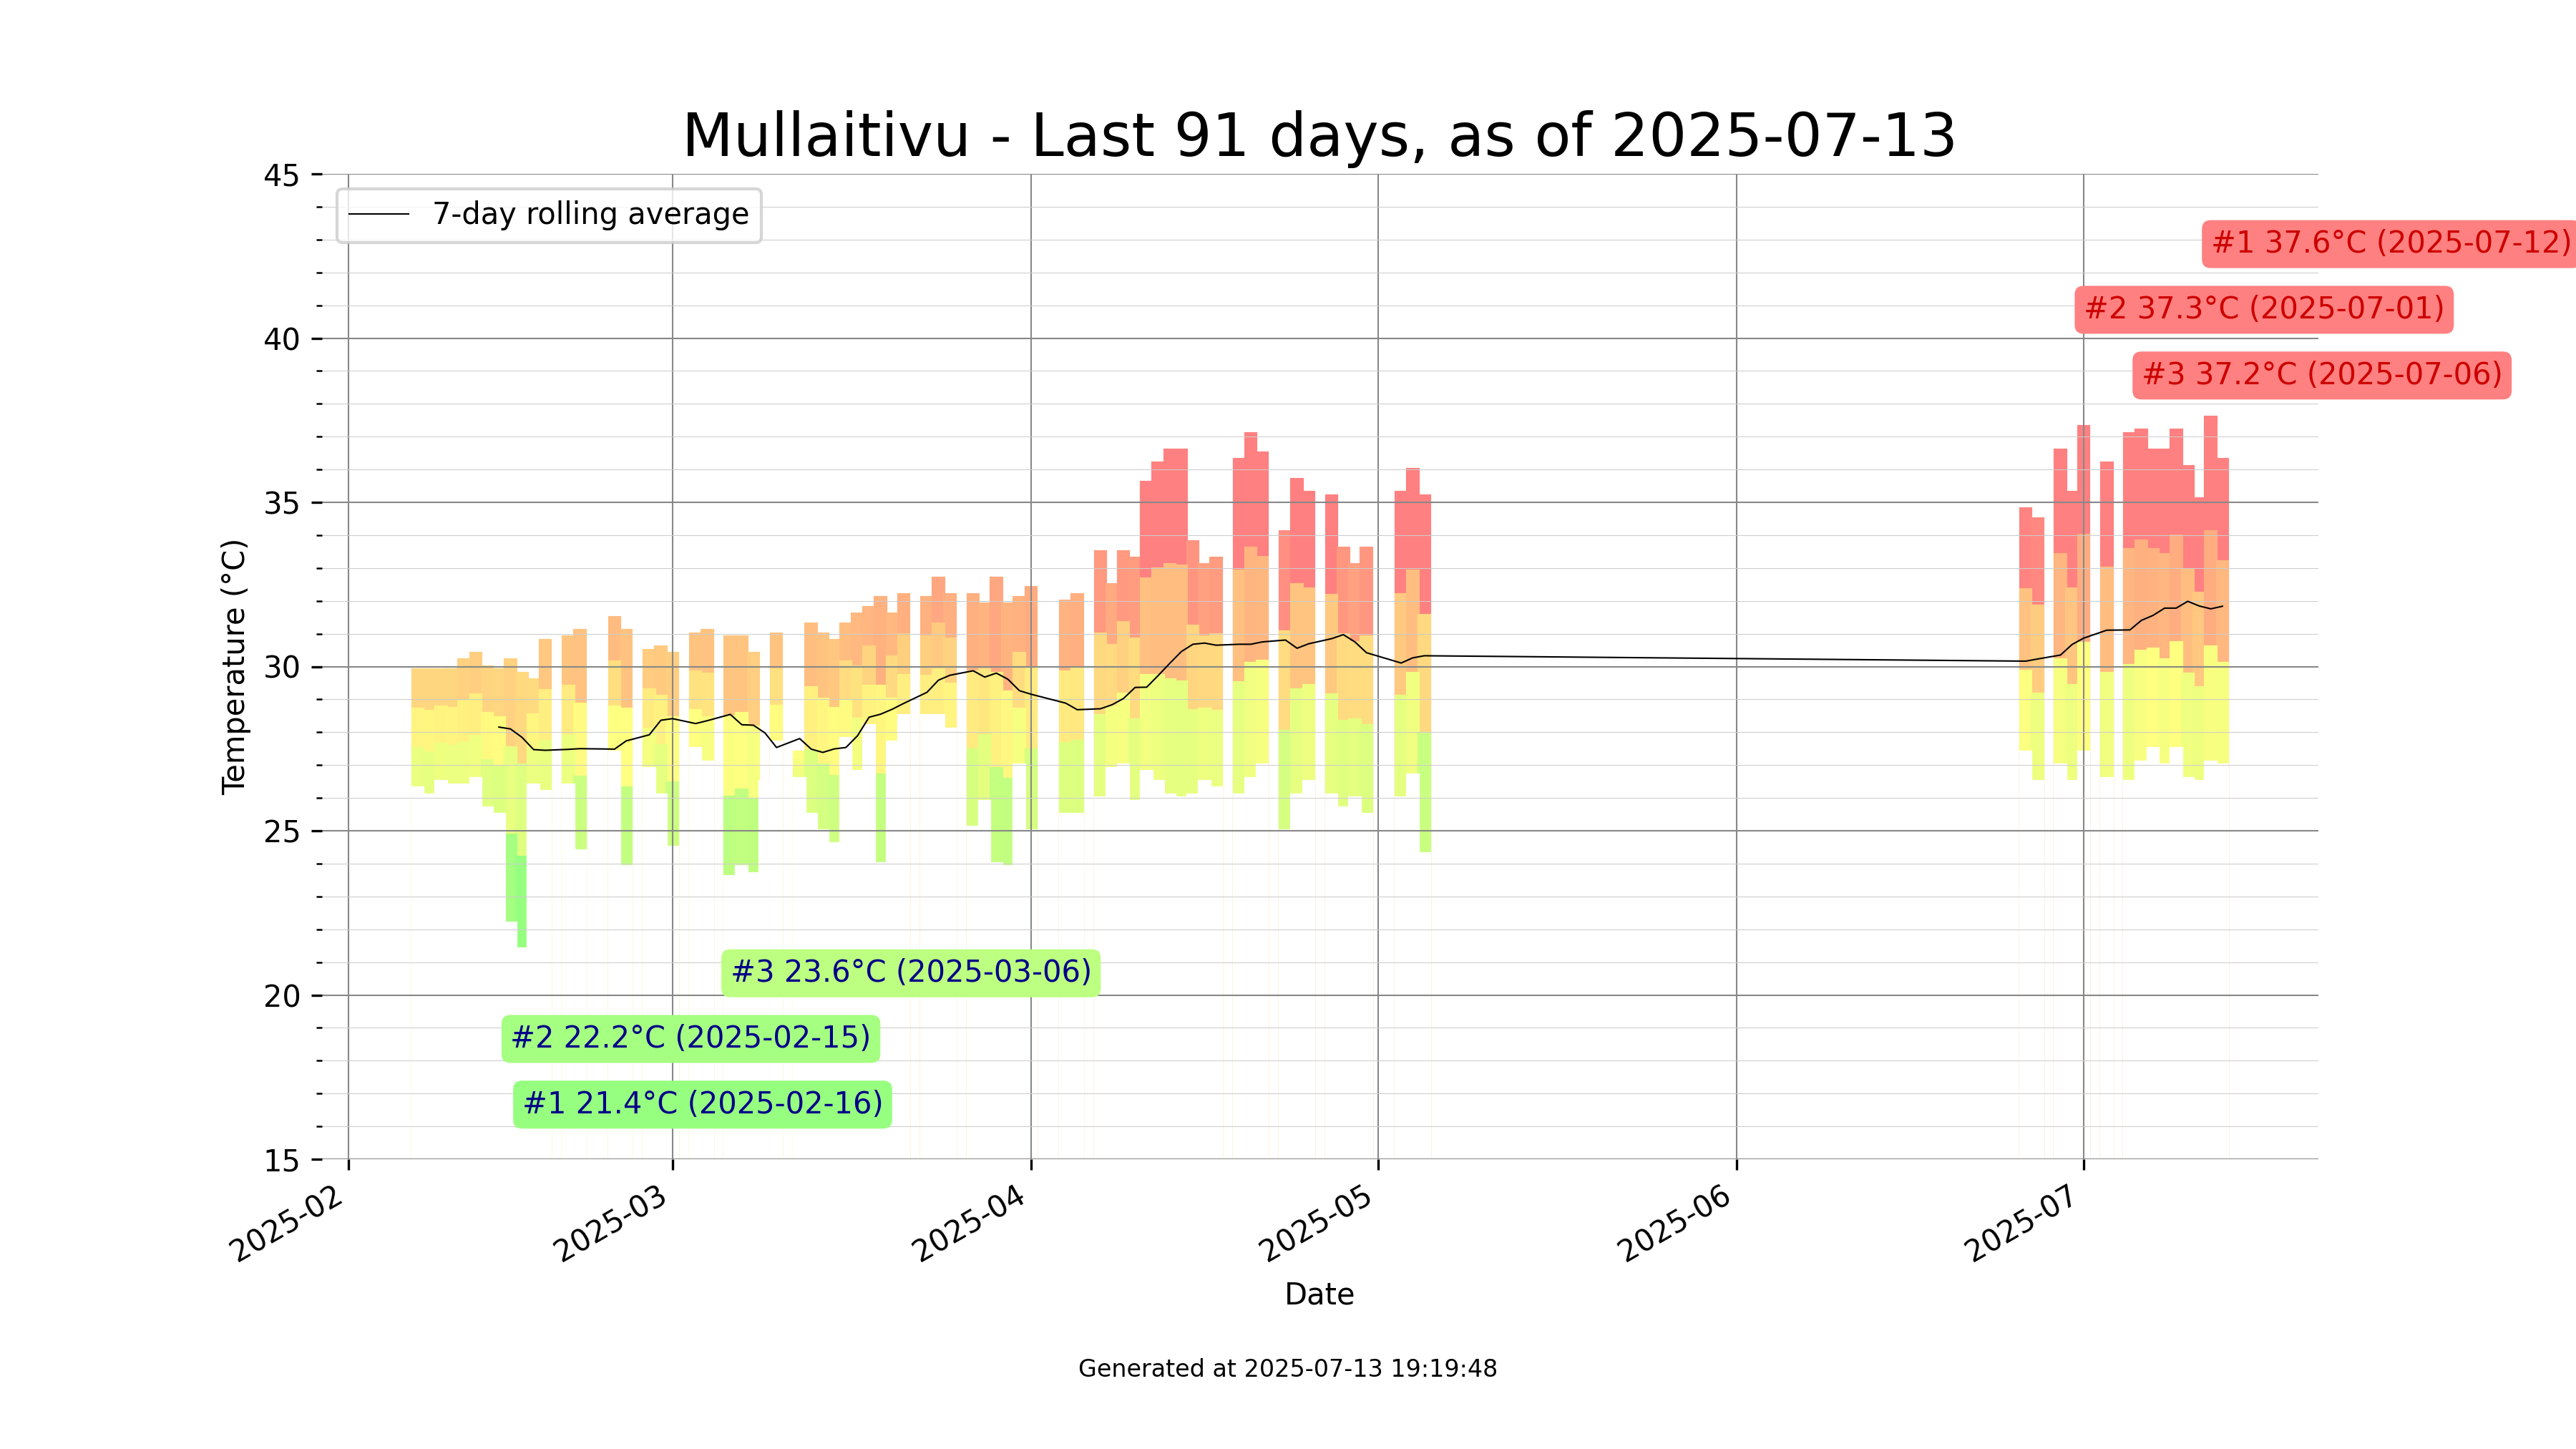 Mullaitivu - Last 91 days, as of 2025-07-13
45
7-day rolling average
#1 37.6°C (2025-07-12)
#2 37.3°C (2025-07-01)
40
#3 37.2°C (2025-07-06)
35
Temperature (°C)
30
25
#3 23.6°C (2025-03-06)
20
#2 22.2°C (2025-02-15)
#1 21.4°C (2025-02-16)
15
2025-02
2025-03
2025-04
2025-05
2025-06
2025-07
Date
Generated at 2025-07-13 19:19:48